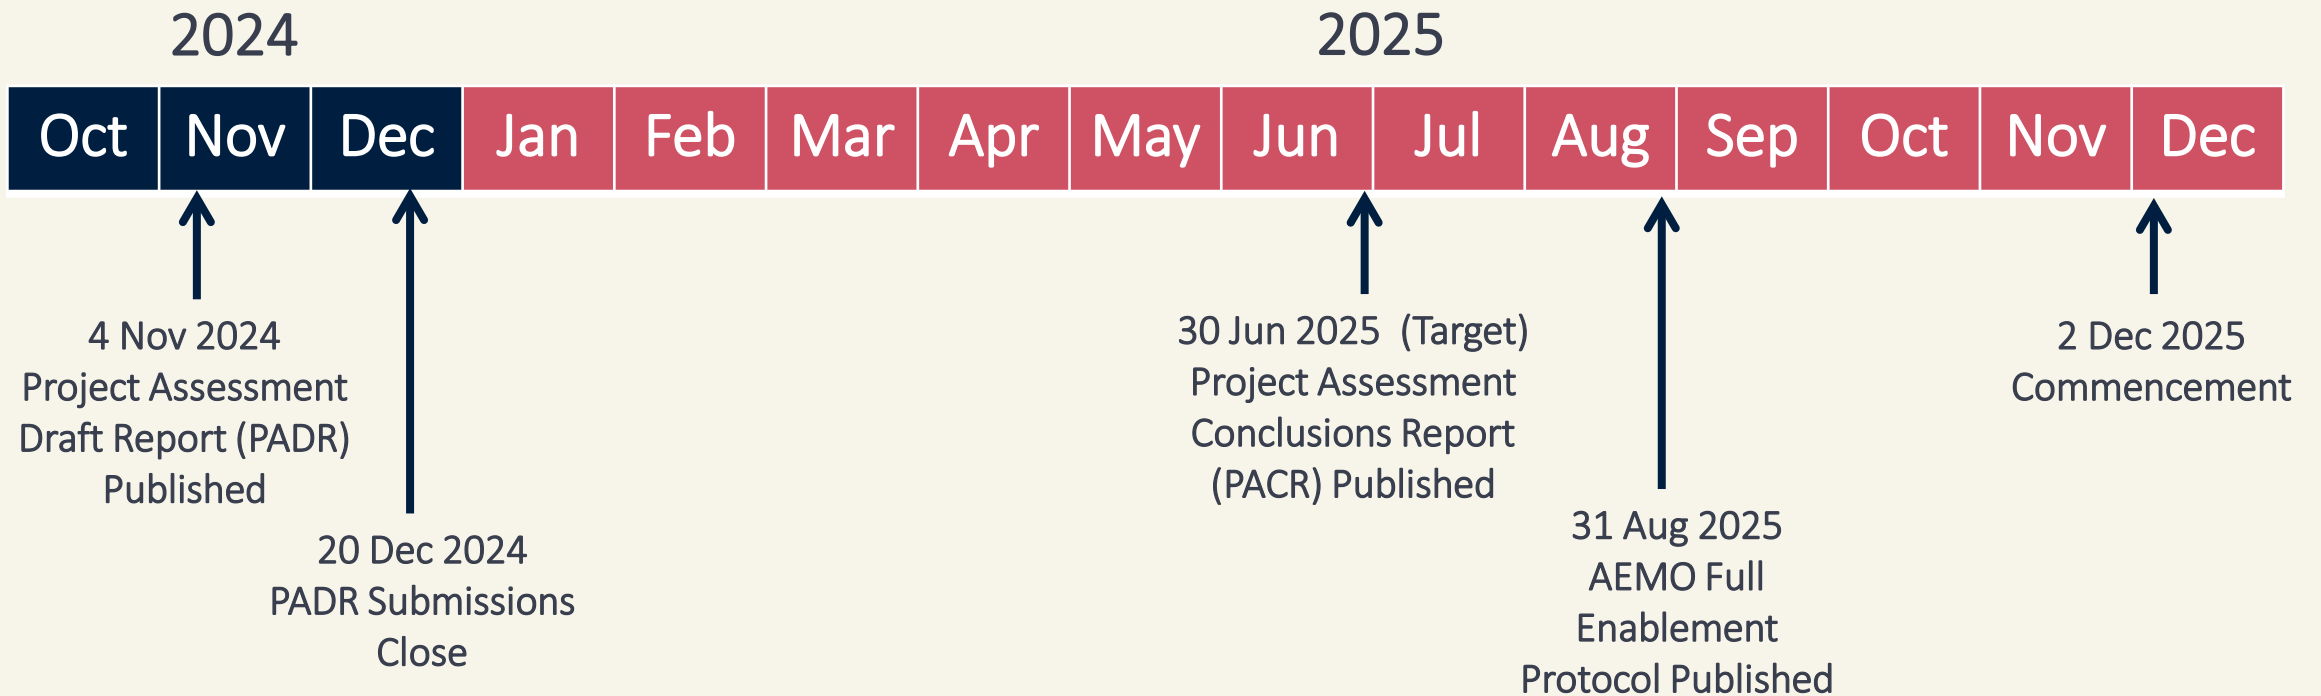 2024
2025
Oct Nov Dec Jan Feb Mar Apr May Jun Jul Aug Sep Oct Nov Dec
4 Nov 2024
Project Assessment
Draft Report (PADR)
Published
20 Dec 2024
PADR Submissions
Close
30 Jun 2025 (Target)
Project Assessment
Conclusions Report
(PACR) Published
31 Aug 2025
AEMO Full
Enablement
Protocol Published
2 Dec 2025
Commencement